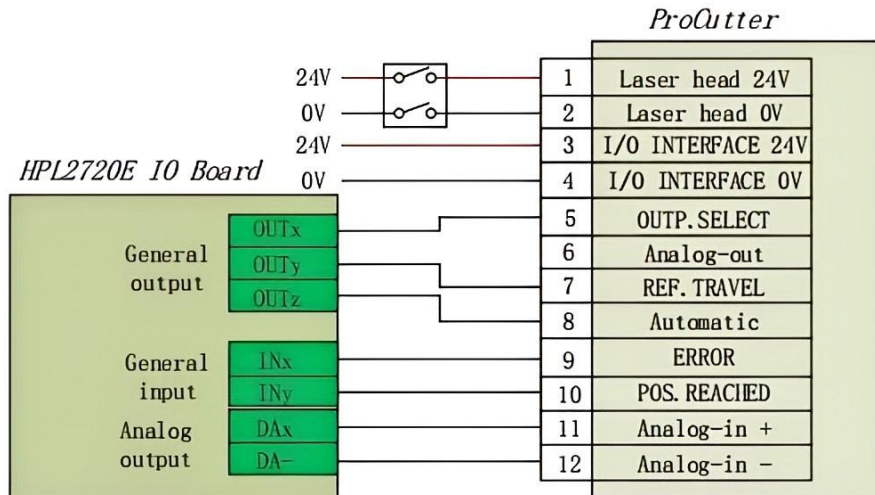 ProCutter
24V 1 Laser head 24V
0V 2 Laser head 0V
24V 3 I/O INTERFACE 24V
HPL2720E IO Board
0V 4 I/O INTERFACE 0V
OUTx 5 OUTP.SELECT
General output
OUTy 6 Analog-out
OUTz 7 REF.TRAVEL
8 Automatic
General input
INx 9 ERROR
INy 10 POS.REACHED
Analog output
DAx 11 Analog-in +
DA- 12 Analog-in -